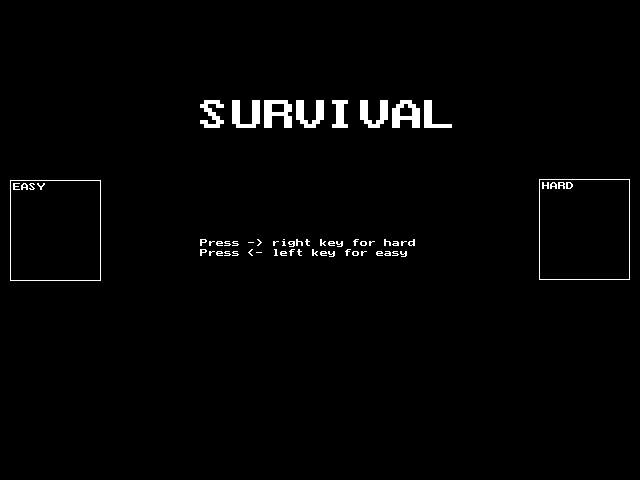 SURVIVAL
EASY
HARD
Press -> right key for hard
Press <- left key for easy